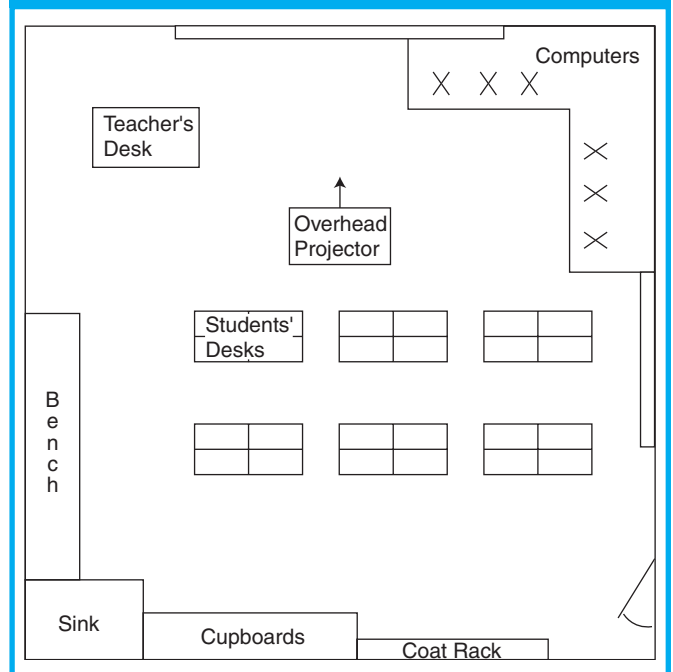 Computers
Teacher's
Desk
Overhead
Projector
Students'
Desks
B
e
n
c
h
Sink
Cupboards
Coat Rack